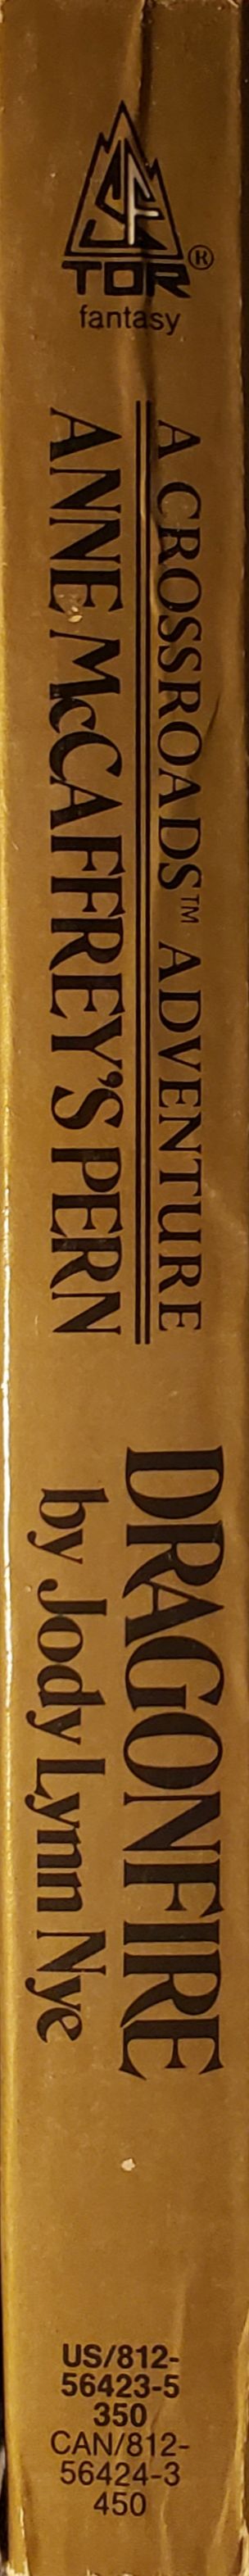 SF
TOR®
fantasy
A CROSSROADS™ ADVENTURE
ANNE McCAFFREY'S PERN
DRAGONFIRE
by Jody Lynn Nye
US/812-
56423-5
350
CAN/812-
56424-3
450